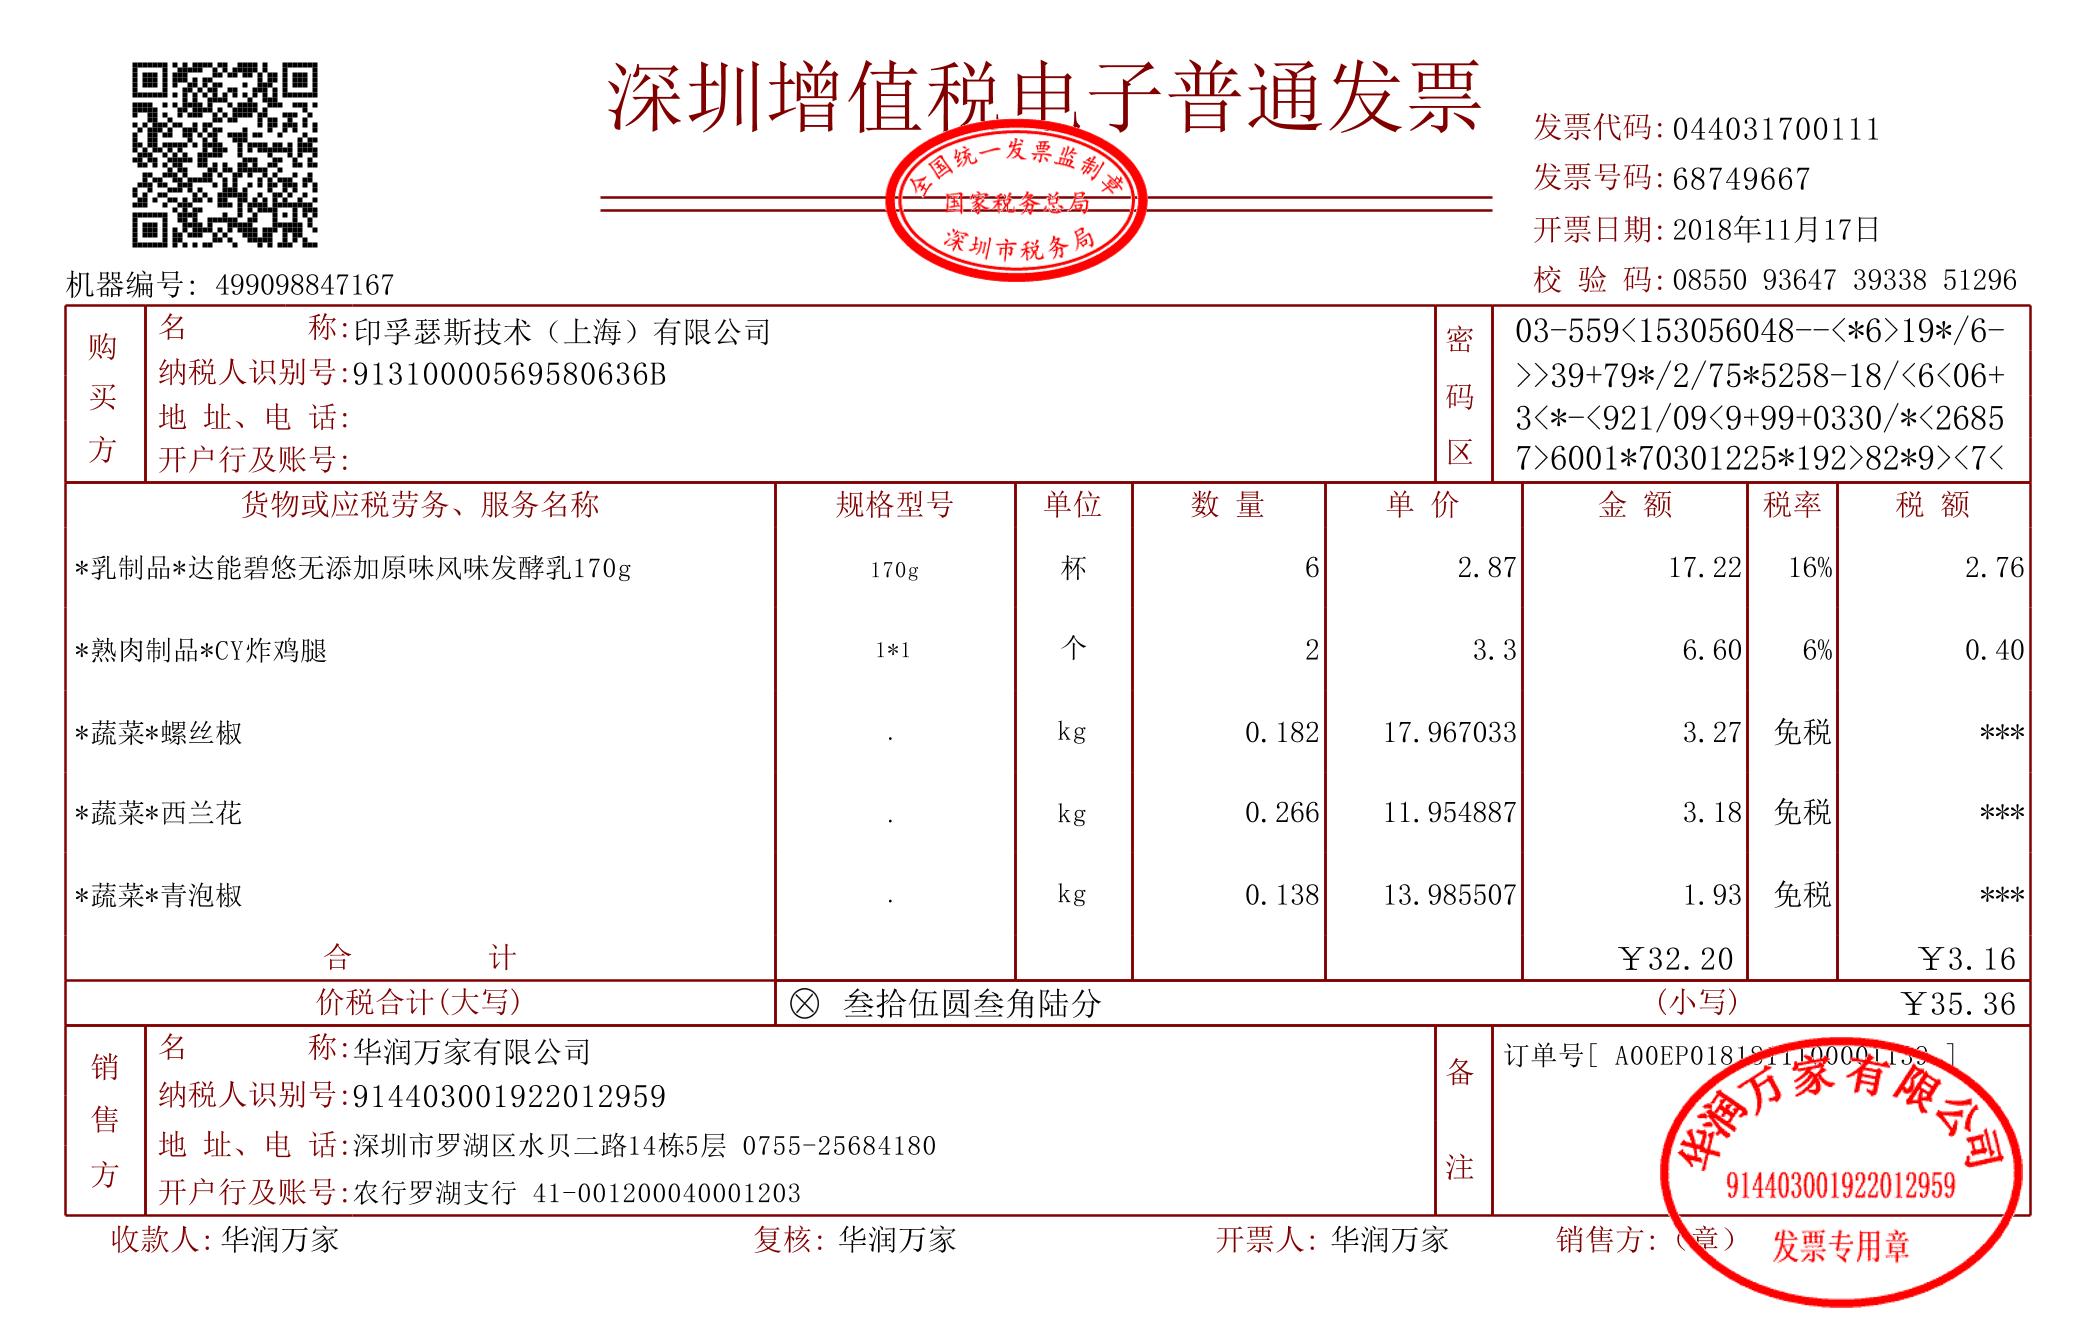 深圳增值税电子普通发票
全国统一发票监制章
国家税务总局
深圳市税务局
发票代码: 044031700111
发票号码: 68749667
开票日期: 2018年11月17日
校 验 码: 08550 93647 39338 51296
机器编号: 499098847167
购买方
名 称: 印孚瑟斯技术（上海）有限公司
纳税人识别号: 91310000569580636B
地 址、电 话:
开户行及账号:
密码区
03-559<153056048--<*6>19*/6-
>>39+79*/2/75*5258-18/<6<06+
3<*-<921/09<9+99+0330/*<2685
7>6001*70301225*192>82*9><7<
货物或应税劳务、服务名称 规格型号 单位 数 量 单 价 金 额 税率 税 额
*乳制品*达能碧悠无添加原味风味发酵乳170g 170g 杯 6 2.87 17.22 16% 2.76
*熟肉制品*CY炸鸡腿 1*1 个 2 3.3 6.60 6% 0.40
*蔬菜*螺丝椒 . kg 0.182 17.967033 3.27 免税 ***
*蔬菜*西兰花 . kg 0.266 11.954887 3.18 免税 ***
*蔬菜*青泡椒 . kg 0.138 13.985507 1.93 免税 ***
合 计 ￥32.20 ￥3.16
价税合计(大写) ⊗ 叁拾伍圆叁角陆分 (小写) ￥35.36
销售方
名 称: 华润万家有限公司
纳税人识别号: 914403001922012959
地 址、电 话: 深圳市罗湖区水贝二路14栋5层 0755-25684180
开户行及账号: 农行罗湖支行 41-001200040001203
备注
订单号[ ]
华润万家有限公司
914403001922012959
发票专用章
收款人: 华润万家 复核: 华润万家 开票人: 华润万家 销售方:（章）